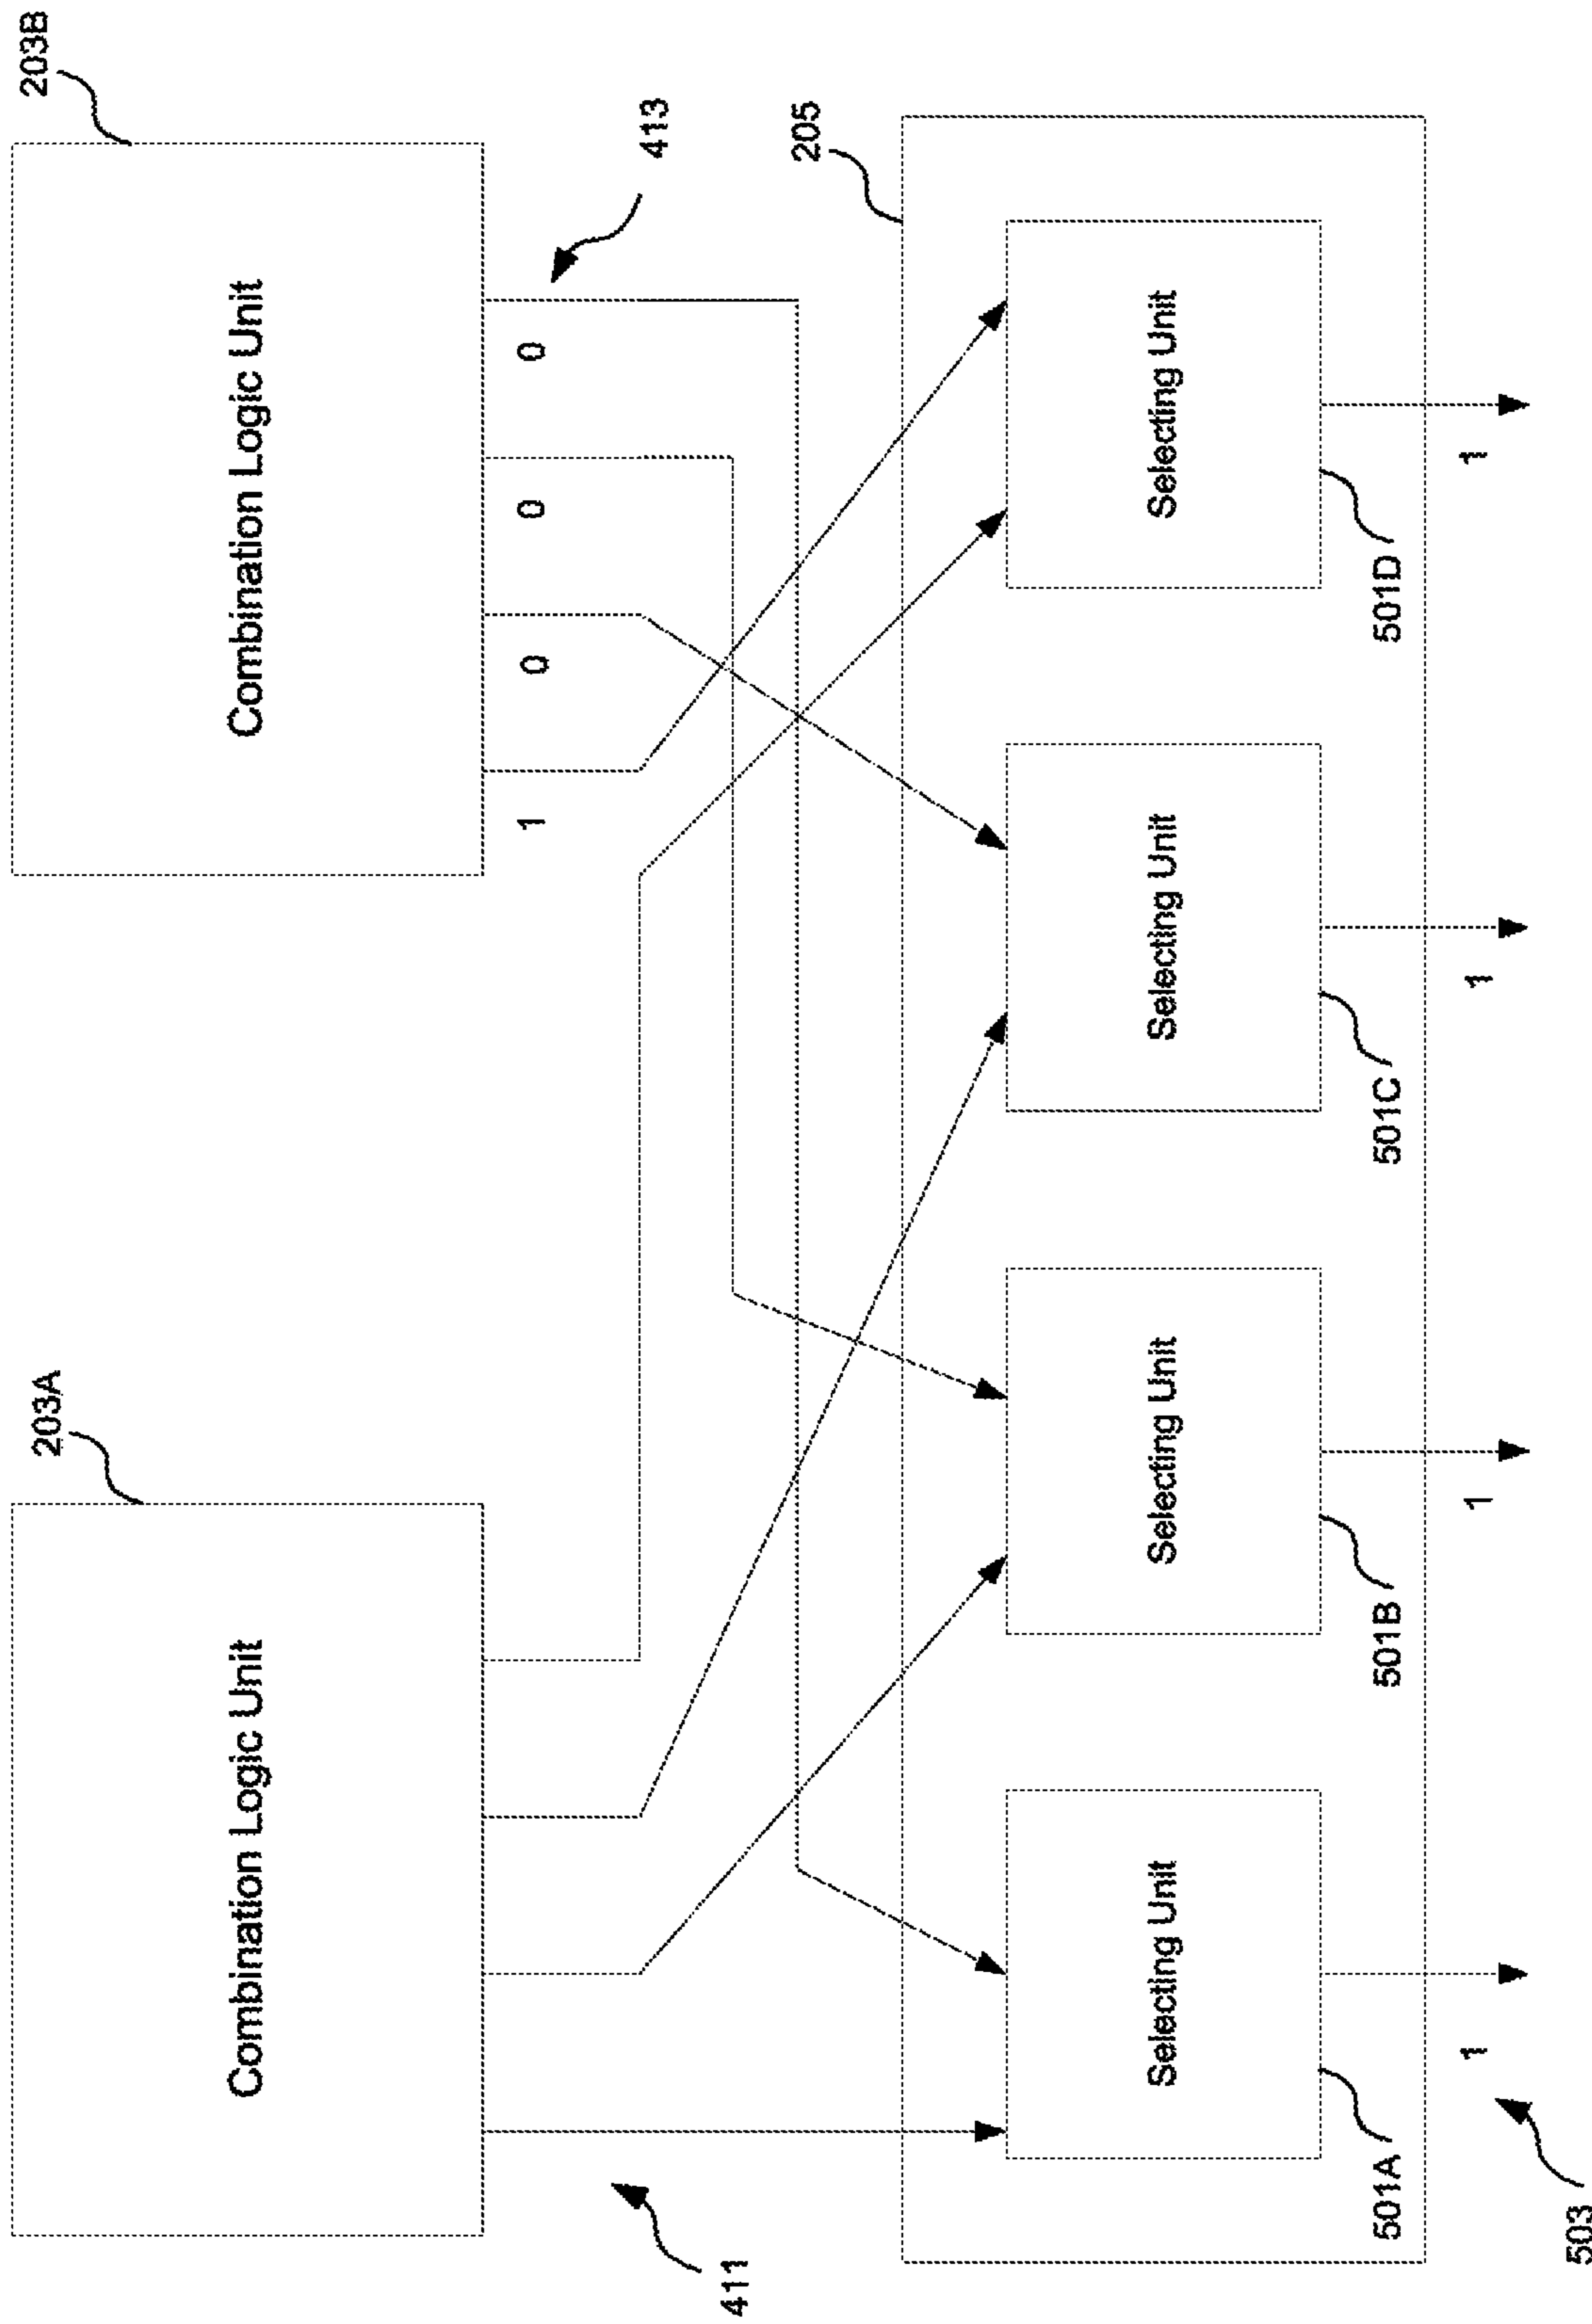 203A
203B
Combination Logic Unit
Combination Logic Unit
1
0
0
0
413
411
205
Selecting Unit
Selecting Unit
Selecting Unit
Selecting Unit
501A
501B
501C
501D
1
1
1
1
503